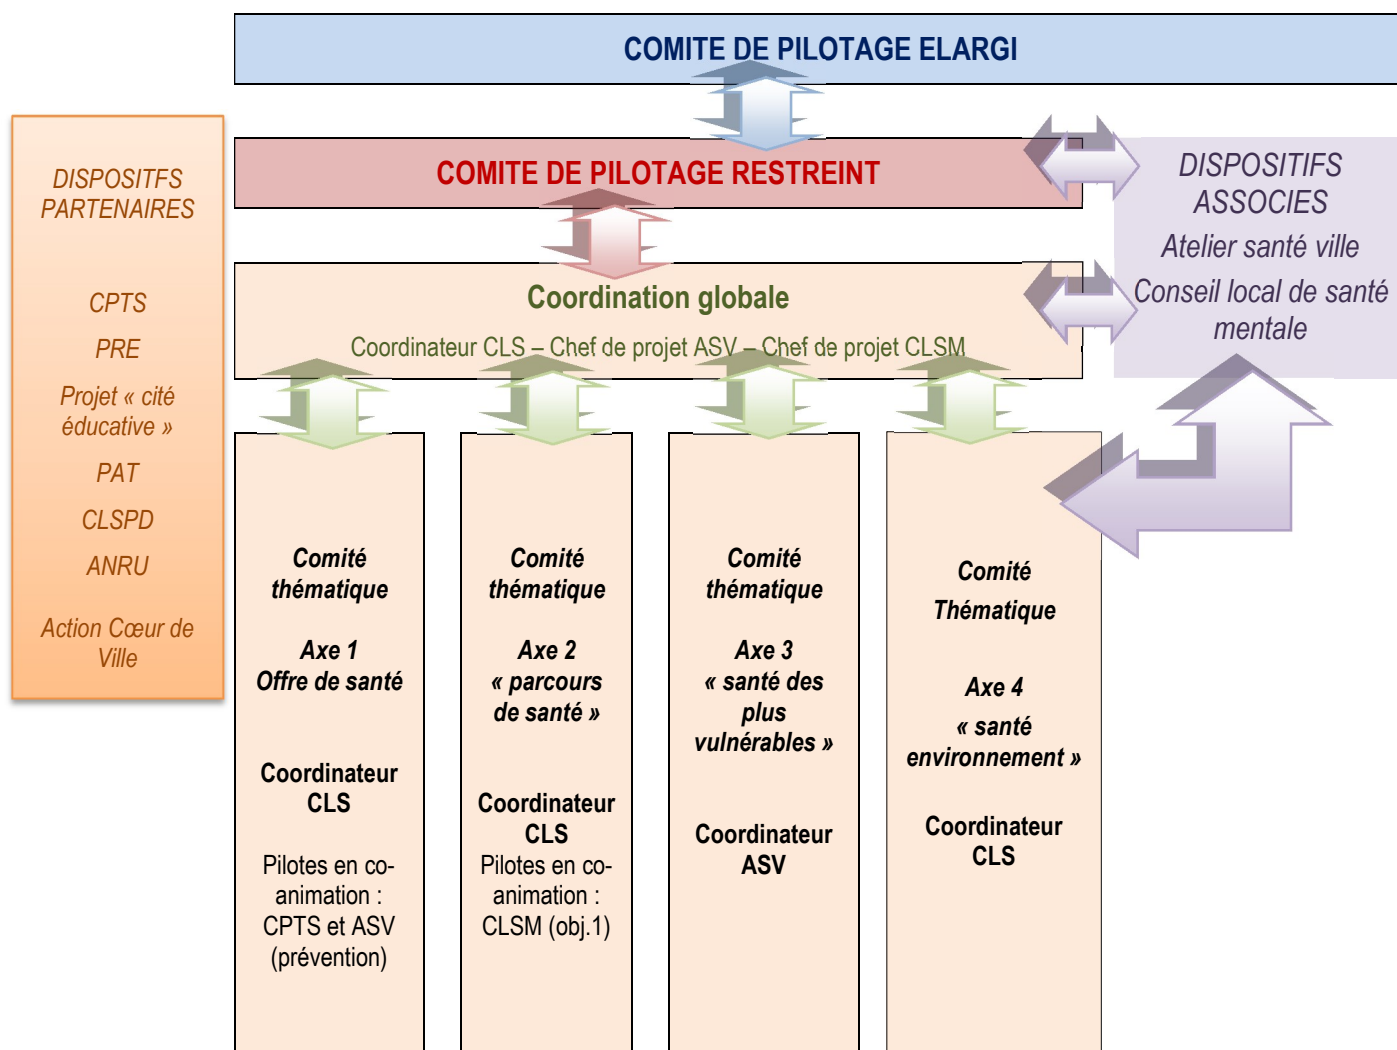 COMITE DE PILOTAGE ELARGI
COMITE DE PILOTAGE RESTREINT
DISPOSITFS
PARTENAIRES
CPTS
PRE
Projet « cité
éducative »
PAT
CLSPD
ANRU
Action Cœur de
Ville
DISPOSITIFS
ASSOCIES
Atelier santé ville
Conseil local de santé
mentale
Coordination globale
Coordinateur CLS – Chef de projet ASV – Chef de projet CLSM
Comité
thématique
Axe 1
Offre de santé
Coordinateur
CLS
Pilotes en co-
animation :
CPTS et ASV
(prévention)
Comité
thématique
Axe 2
« parcours
de santé »
Coordinateur
CLS
Pilotes en co-
animation :
CLSM (obj.1)
Comité
thématique
Axe 3
« santé des
plus
vulnérables »
Coordinateur
ASV
Comité
Thématique
Axe 4
« santé
environnement »
Coordinateur
CLS